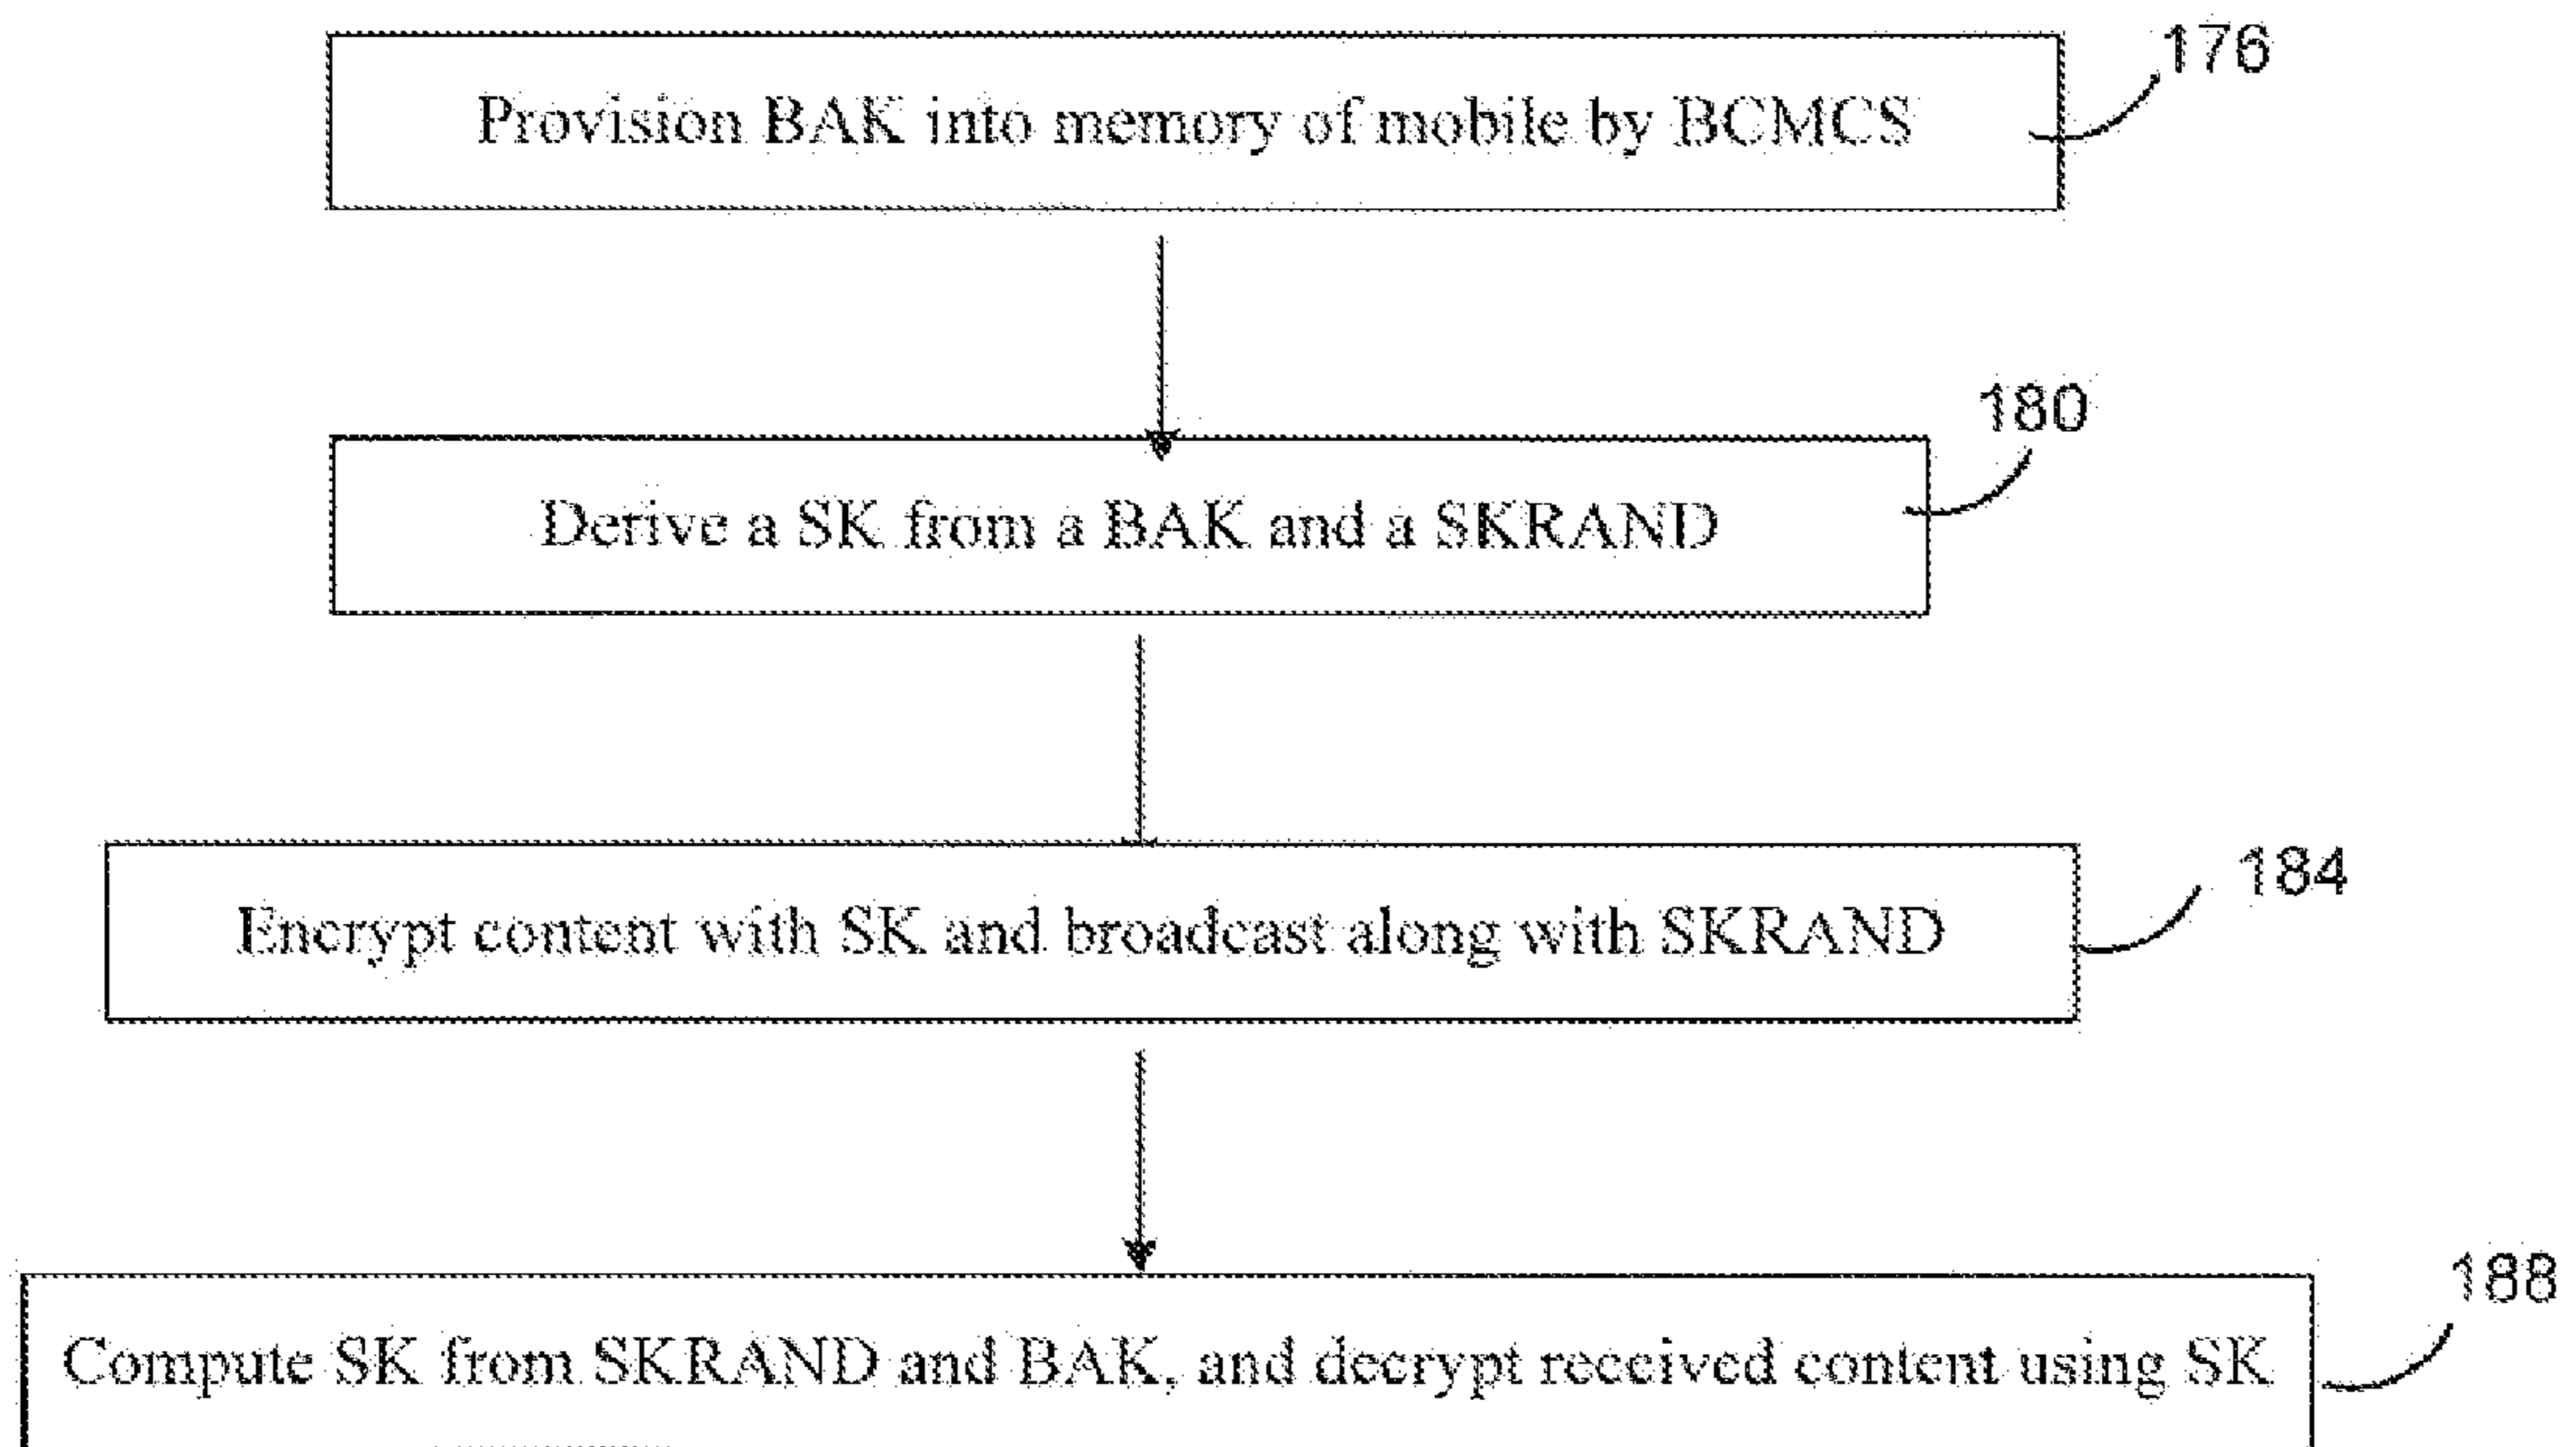 176
Provision BAK into memory of mobile by BCMCS
180
Derive a SK from a BAK and a SKRAND
184
Encrypt content with SK and broadcast along with SKRAND
188
Compute SK from SKRAND and BAK, and decrypt received content using SK